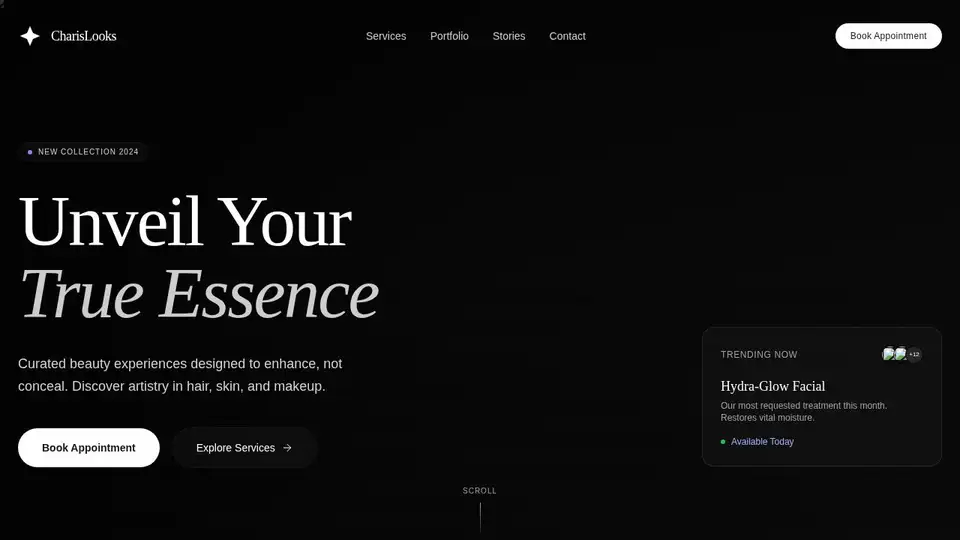 CharisLooks
Services
Portfolio
Stories
Contact
Book Appointment
NEW COLLECTION 2024
Unveil Your
True Essence
Curated beauty experiences designed to enhance, not
conceal. Discover artistry in hair, skin, and makeup.
Book Appointment
Explore Services →
TRENDING NOW
+12
Hydra-Glow Facial
Our most requested treatment this month.
Restores vital moisture.
Available Today
SCROLL